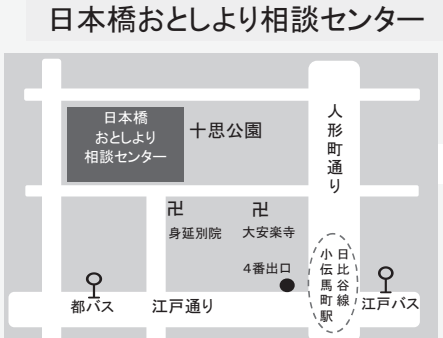 日本橋おとしより相談センター
日本橋
おとしより
相談センター
十思公園
人形町通り
卍
卍
身延別院
大安楽寺
4番出口
日比谷線
小伝馬町駅
都バス
江戸通り
江戸バス